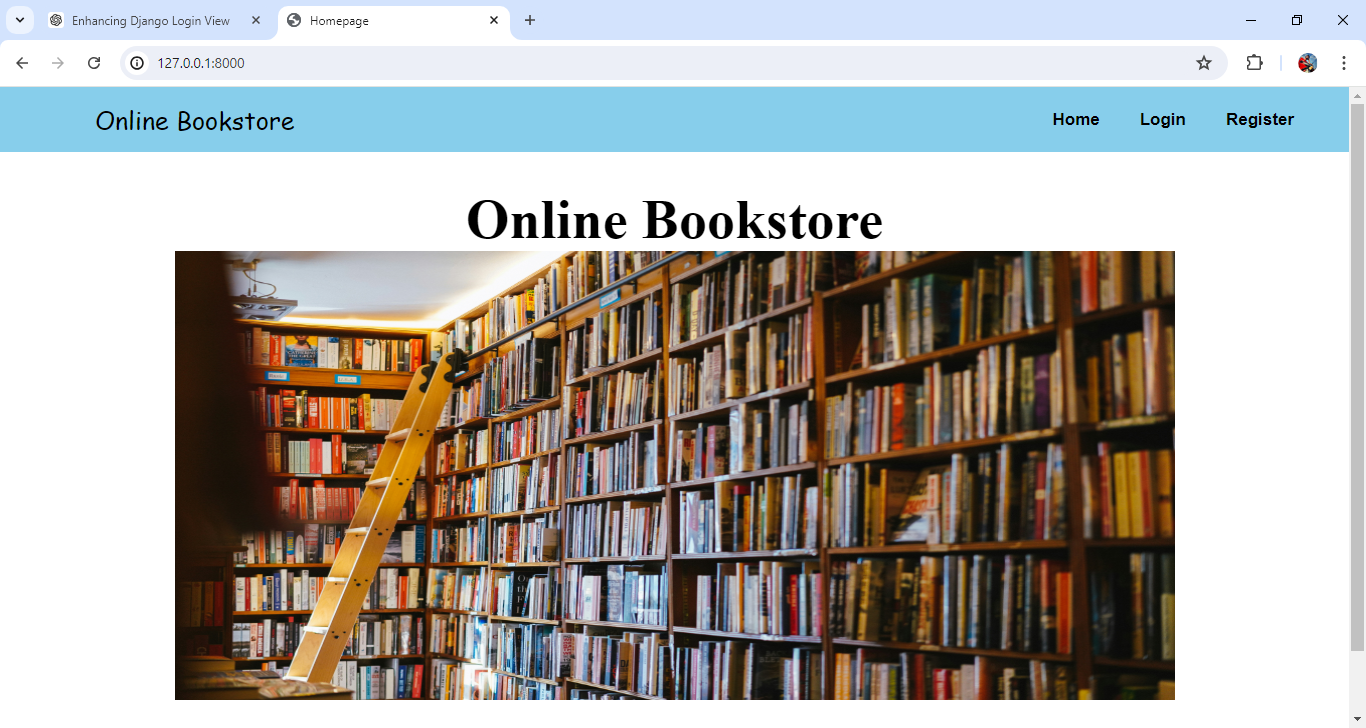 Enhancing Django Login View
Homepage
127.0.0.1:8000
Online Bookstore
Home Login Register
Online Bookstore